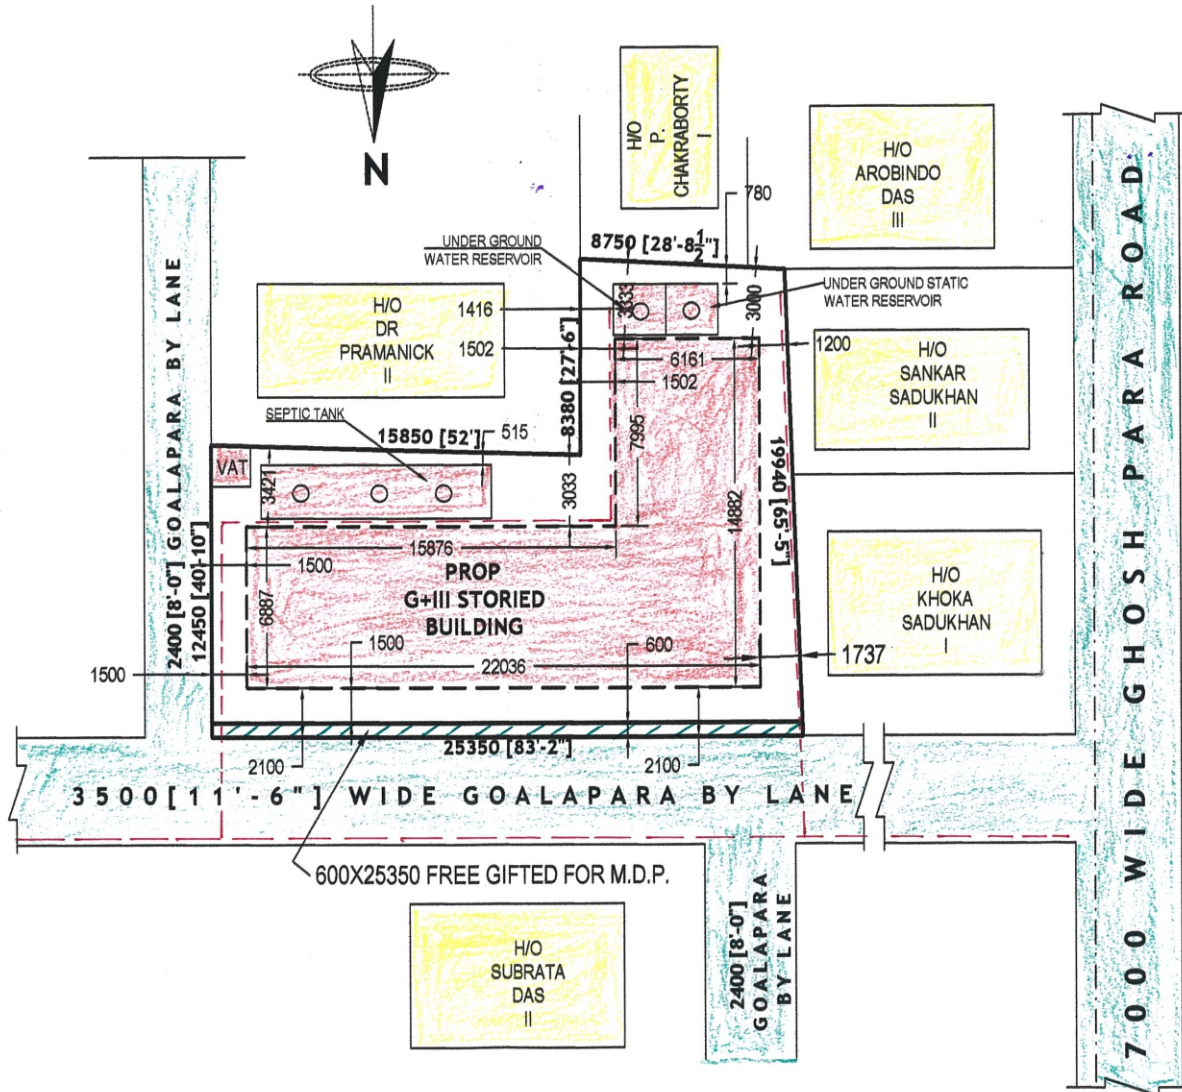 N
H/O
P.
CHAKRABORTY
I
H/O
AROBINDO
DAS
III
780
8750 [28'-8½"]
UNDER GROUND
WATER RESERVOIR
UNDER GROUND STATIC
WATER RESERVOIR
H/O
DR
PRAMANICK
II
1416
1502
3333
3000
6161
1502
1200
H/O
SANKAR
SADUKHAN
II
8380 [27'-6"]
7995
SEPTIC TANK
15850 [52']
515
VAT
3421
3033
14882
19940 [65'-5"]
2400 [8'-0"] GOALAPARA BY LANE
12450 [40'-10"]
15876
1500
PROP
G+III STORIED
BUILDING
6887
H/O
KHOKA
SADUKHAN
I
1500
600
1737
22036
1500
25350 [83'-2"]
2100
2100
3500[11'-6"] WIDE GOALAPARA BY LANE
600X25350 FREE GIFTED FOR M.D.P.
H/O
SUBRATA
DAS
II
2400 [8'-0"]
GOALAPARA
BY LANE
7000 WIDE GHOSH PARA ROAD